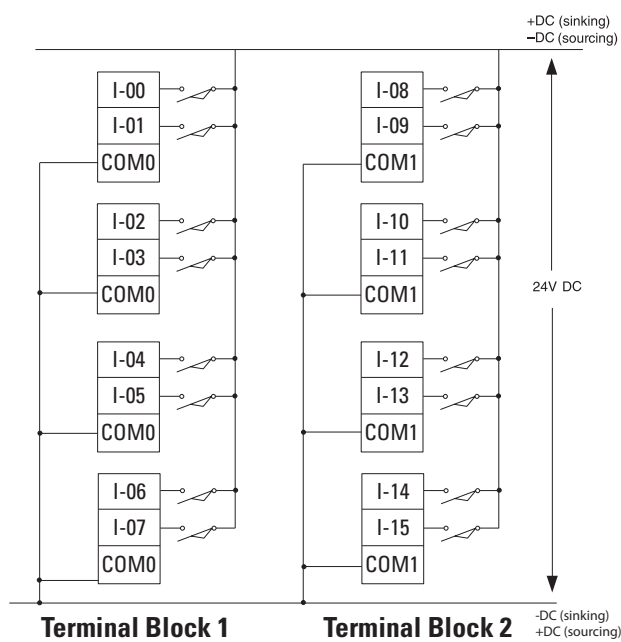 +DC (sinking)
−DC (sourcing)
I-00
I-01
COM0
I-02
I-03
COM0
I-04
I-05
COM0
I-06
I-07
COM0
I-08
I-09
COM1
I-10
I-11
COM1
I-12
I-13
COM1
I-14
I-15
COM1
24V DC
-DC (sinking)
+DC (sourcing)
Terminal Block 1
Terminal Block 2